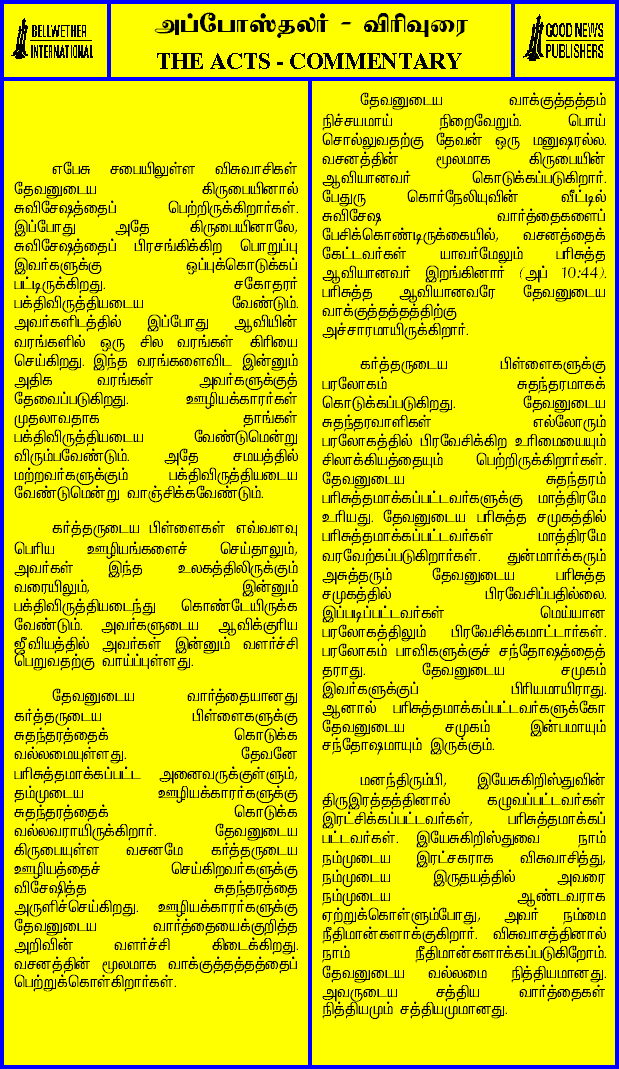 BELLWETHER
INTERNATIONAL
அப்போஸ்தலர் - விரிவுரை
THE ACTS - COMMENTARY
GOOD NEWS
PUBLISHERS
எபேசு சபையிலுள்ள விசுவாசிகள்
தேவனுடைய கிருபையினால்
சுவிசேஷத்தைப் பெற்றிருக்கிறார்கள்.
இப்போது அதே கிருபையினாலே,
சுவிசேஷத்தைப் பிரசங்கிக்கிற பொறுப்பு
இவர்களுக்கு ஒப்புக்கொடுக்கப்
பட்டிருக்கிறது. சகோதரர்
பக்திவிருத்தியடைய வேண்டும்.
அவர்களிடத்தில் இப்போது ஆவியின்
வரங்களில் ஒரு சில வரங்கள் கிரியை
செய்கிறது. இந்த வரங்களைவிட இன்னும்
அதிக வரங்கள் அவர்களுக்குத்
தேவைப்படுகிறது. ஊழியக்காரர்கள்
முதலாவதாக தாங்கள்
பக்திவிருத்தியடைய வேண்டுமென்று
விரும்பவேண்டும். அதே சமயத்தில்
மற்றவர்களுக்கும் பக்திவிருத்தியடைய
வேண்டுமென்று வாஞ்சிக்கவேண்டும்.
கர்த்தருடைய பிள்ளைகள் எவ்வளவு
பெரிய ஊழியங்களைச் செய்தாலும்,
அவர்கள் இந்த உலகத்திலிருக்கும்
வரையிலும், இன்னும்
பக்திவிருத்தியடைந்து கொண்டேயிருக்க
வேண்டும். அவர்களுடைய ஆவிக்குரிய
ஜீவியத்தில் அவர்கள் இன்னும் வளர்ச்சி
பெறுவதற்கு வாய்ப்புள்ளது.
தேவனுடைய வார்த்தையானது
கர்த்தருடைய பிள்ளைகளுக்கு
சுதந்தரத்தைக் கொடுக்க
வல்லமையுள்ளது. தேவனே
பரிசுத்தமாக்கப்பட்ட அனைவருக்குள்ளும்,
தம்முடைய ஊழியக்காரர்களுக்கு
சுதந்தரத்தைக் கொடுக்க
வல்லவராயிருக்கிறார். தேவனுடைய
கிருபையுள்ள வசனமே கர்த்தருடைய
ஊழியத்தைச் செய்கிறவர்களுக்கு
விசேஷித்த சுதந்தரத்தை
அருளிச்செய்கிறது. ஊழியக்காரர்களுக்கு
தேவனுடைய வார்த்தையைக்குறித்த
அறிவின் வளர்ச்சி கிடைக்கிறது.
வசனத்தின் மூலமாக வாக்குத்தத்தத்தைப்
பெற்றுக்கொள்கிறார்கள்.
தேவனுடைய வாக்குத்தத்தம்
நிச்சயமாய் நிறைவேறும். பொய்
சொல்லுவதற்கு தேவன் ஒரு மனுஷரல்ல.
வசனத்தின் மூலமாக கிருபையின்
ஆவியானவர் கொடுக்கப்படுகிறார்.
பேதுரு கொர்நேலியுவின் வீட்டில்
சுவிசேஷ வார்த்தைகளைப்
பேசிக்கொண்டிருக்கையில், வசனத்தைக்
கேட்டவர்கள் யாவர்மேலும் பரிசுத்த
ஆவியானவர் இறங்கினார் (அப் 10:44).
பரிசுத்த ஆவியானவரே தேவனுடைய
வாக்குத்தத்தத்திற்கு
அச்சாரமாயிருக்கிறார்.
கர்த்தருடைய பிள்ளைகளுக்கு
பரலோகம் சுதந்தரமாகக்
கொடுக்கப்படுகிறது. தேவனுடைய
சுதந்தரவாளிகள் எல்லோரும்
பரலோகத்தில் பிரவேசிக்கிற உரிமையையும்
சிலாக்கியத்தையும் பெற்றிருக்கிறார்கள்.
தேவனுடைய சுதந்தரம்
பரிசுத்தமாக்கப்பட்டவர்களுக்கு மாத்திரமே
உரியது. தேவனுடைய பரிசுத்த சமுகத்தில்
பரிசுத்தமாக்கப்பட்டவர்கள் மாத்திரமே
வரவேற்கப்படுகிறார்கள். துன்மார்க்கரும்
அசுத்தரும் தேவனுடைய பரிசுத்த
சமுகத்தில் பிரவேசிப்பதில்லை.
இப்படிப்பட்டவர்கள் மெய்யான
பரலோகத்திலும் பிரவேசிக்கமாட்டார்கள்.
பரலோகம் பாவிகளுக்குச் சந்தோஷத்தைத்
தராது. தேவனுடைய சமுகம்
இவர்களுக்குப் பிரியமாயிராது.
ஆனால் பரிசுத்தமாக்கப்பட்டவர்களுக்கோ
தேவனுடைய சமுகம் இன்பமாயும்
சந்தோஷமாயும் இருக்கும்.
மனந்திரும்பி, இயேசுகிறிஸ்துவின்
திருஇரத்தத்தினால் கழுவப்பட்டவர்கள்
இரட்சிக்கப்பட்டவர்கள், பரிசுத்தமாக்கப்
பட்டவர்கள். இயேசுகிறிஸ்துவை நாம்
நம்முடைய இரட்சகராக விசுவாசித்து,
நம்முடைய இருதயத்தில் அவரை
நம்முடைய ஆண்டவராக
ஏற்றுக்கொள்ளும்போது, அவர் நம்மை
நீதிமான்களாக்குகிறார். விசுவாசத்தினால்
நாம் நீதிமான்களாக்கப்படுகிறோம்.
தேவனுடைய வல்லமை நித்தியமானது.
அவருடைய சத்திய வார்த்தைகள்
நித்தியமும் சத்தியமுமானது.